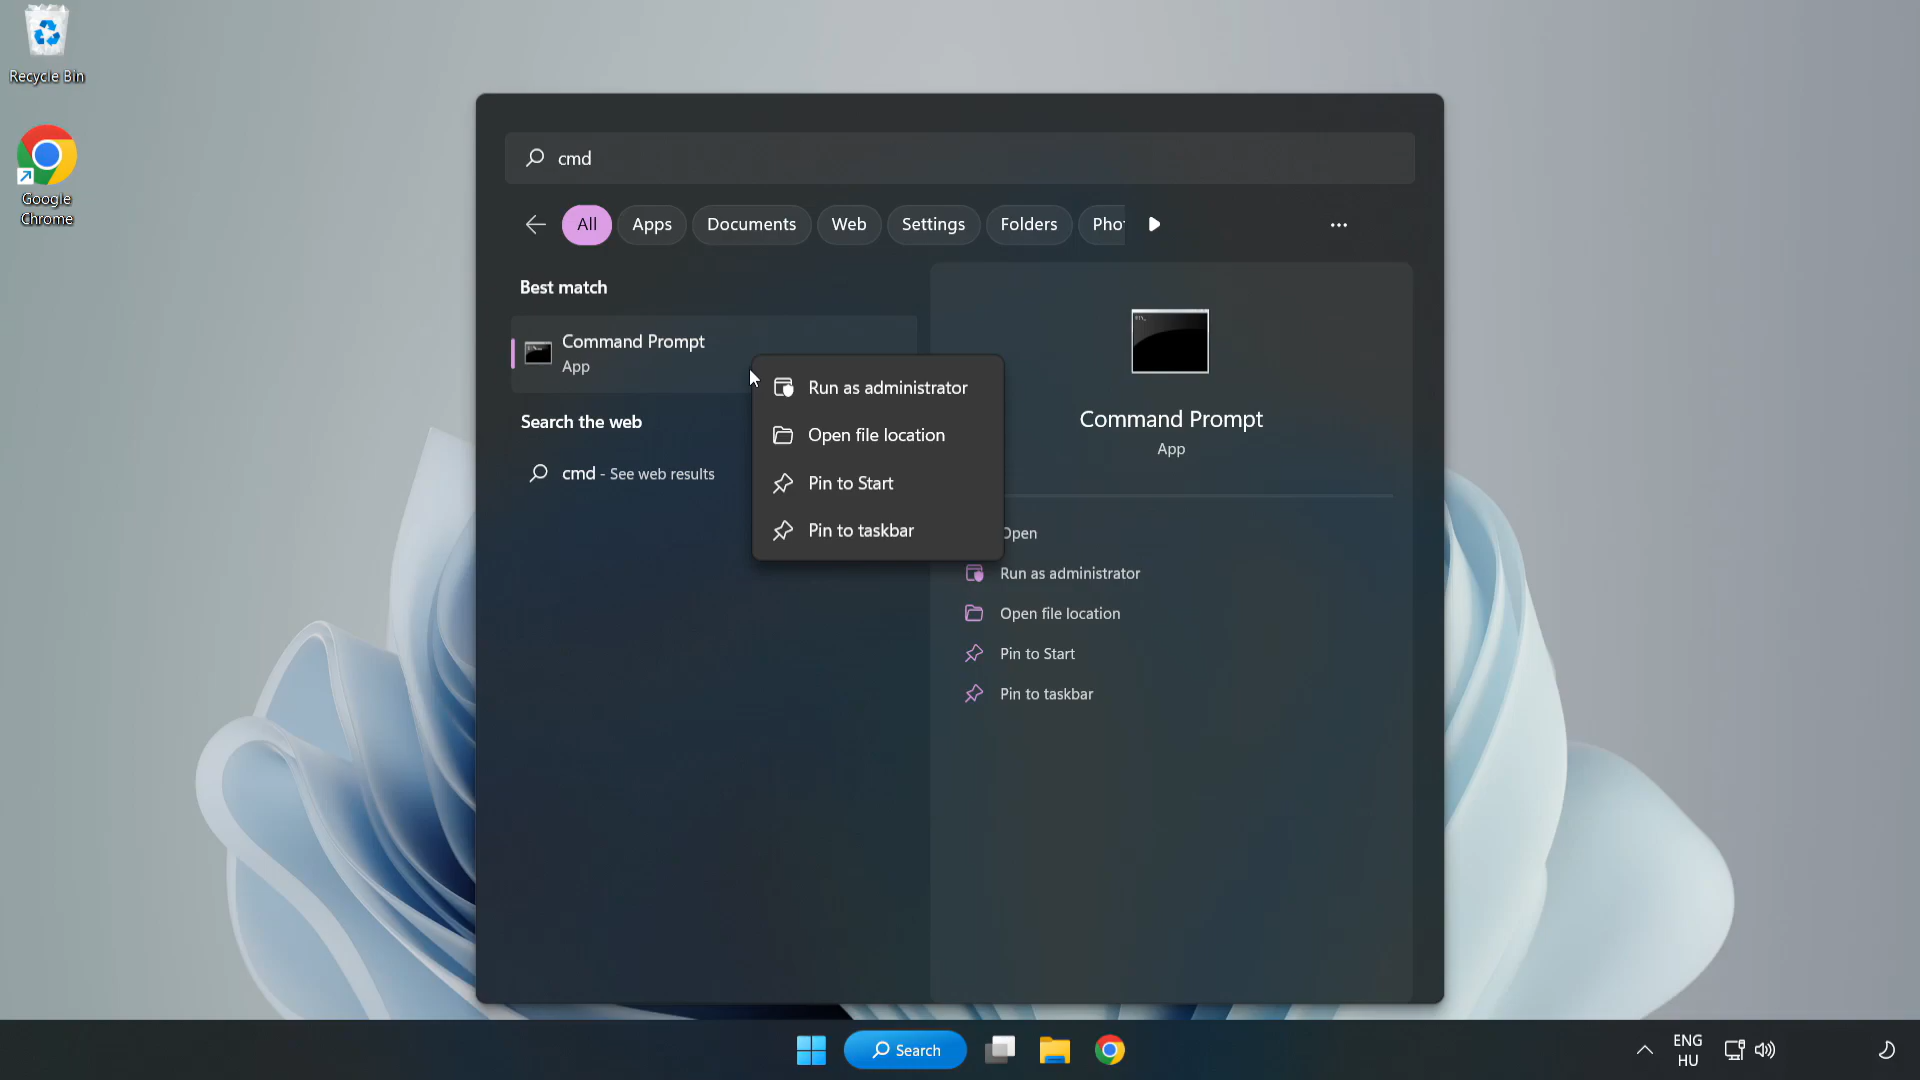 Recycle Bin
Google
Chrome
cmd
All
Apps
Documents
Web
Settings
Folders
Pho
Best match
Command Prompt
App
Search the web
cmd - See web results
Run as administrator
Open file location
Pin to Start
Pin to taskbar
Command Prompt
App
Open
Run as administrator
Open file location
Pin to Start
Pin to taskbar
Search
ENG
HU